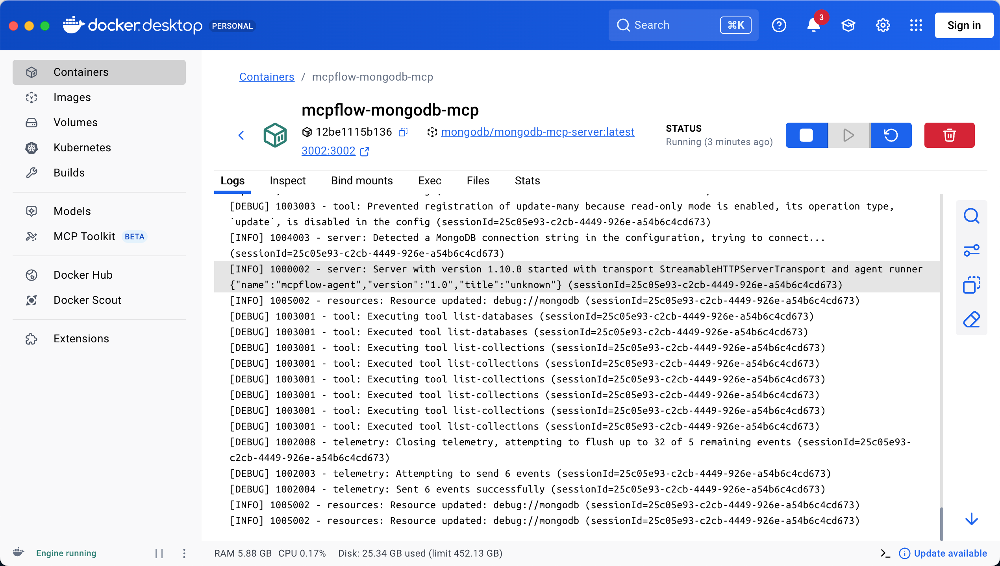 docker desktop PERSONAL
Search
⌘K
3
Sign in
Containers
Images
Volumes
Kubernetes
Builds
Models
MCP Toolkit BETA
Docker Hub
Docker Scout
Extensions
Containers / mcpflow-mongodb-mcp
mcpflow-mongodb-mcp
12be1115b136
mongodb/mongodb-mcp-server:latest
3002:3002
STATUS
Running (3 minutes ago)
Logs
Inspect
Bind mounts
Exec
Files
Stats
[DEBUG] 1003003 - tool: Prevented registration of update-many because read-only mode is enabled, its operation type,
`update`, is disabled in the config (sessionId=25c05e93-c2cb-4449-926e-a54b6c4cd673)
[INFO] 1004003 - server: Detected a MongoDB connection string in the configuration, trying to connect...
(sessionId=25c05e93-c2cb-4449-926e-a54b6c4cd673)
[INFO] 1000002 - server: Server with version 1.10.0 started with transport StreamableHTTPServerTransport and agent runner
{"name":"mcpflow-agent","version":"1.0","title":"unknown"} (sessionId=25c05e93-c2cb-4449-926e-a54b6c4cd673)
[INFO] 1005002 - resources: Resource updated: debug://mongodb (sessionId=25c05e93-c2cb-4449-926e-a54b6c4cd673)
[DEBUG] 1003001 - tool: Executing tool list-databases (sessionId=25c05e93-c2cb-4449-926e-a54b6c4cd673)
[DEBUG] 1003001 - tool: Executed tool list-databases (sessionId=25c05e93-c2cb-4449-926e-a54b6c4cd673)
[DEBUG] 1003001 - tool: Executing tool list-collections (sessionId=25c05e93-c2cb-4449-926e-a54b6c4cd673)
[DEBUG] 1003001 - tool: Executed tool list-collections (sessionId=25c05e93-c2cb-4449-926e-a54b6c4cd673)
[DEBUG] 1003001 - tool: Executing tool list-collections (sessionId=25c05e93-c2cb-4449-926e-a54b6c4cd673)
[DEBUG] 1003001 - tool: Executed tool list-collections (sessionId=25c05e93-c2cb-4449-926e-a54b6c4cd673)
[DEBUG] 1003001 - tool: Executing tool list-collections (sessionId=25c05e93-c2cb-4449-926e-a54b6c4cd673)
[DEBUG] 1003001 - tool: Executed tool list-collections (sessionId=25c05e93-c2cb-4449-926e-a54b6c4cd673)
[DEBUG] 1002008 - telemetry: Closing telemetry, attempting to flush up to 32 of 5 remaining events (sessionId=25c05e93-
c2cb-4449-926e-a54b6c4cd673)
[DEBUG] 1002003 - telemetry: Attempting to send 6 events (sessionId=25c05e93-c2cb-4449-926e-a54b6c4cd673)
[DEBUG] 1002004 - telemetry: Sent 6 events successfully (sessionId=25c05e93-c2cb-4449-926e-a54b6c4cd673)
[INFO] 1005002 - resources: Resource updated: debug://mongodb (sessionId=25c05e93-c2cb-4449-926e-a54b6c4cd673)
[INFO] 1005002 - resources: Resource updated: debug://mongodb (sessionId=25c05e93-c2cb-4449-926e-a54b6c4cd673)
Engine running
RAM 5.88 GB CPU 0.17% Disk: 25.34 GB used (limit 452.13 GB)
Update available